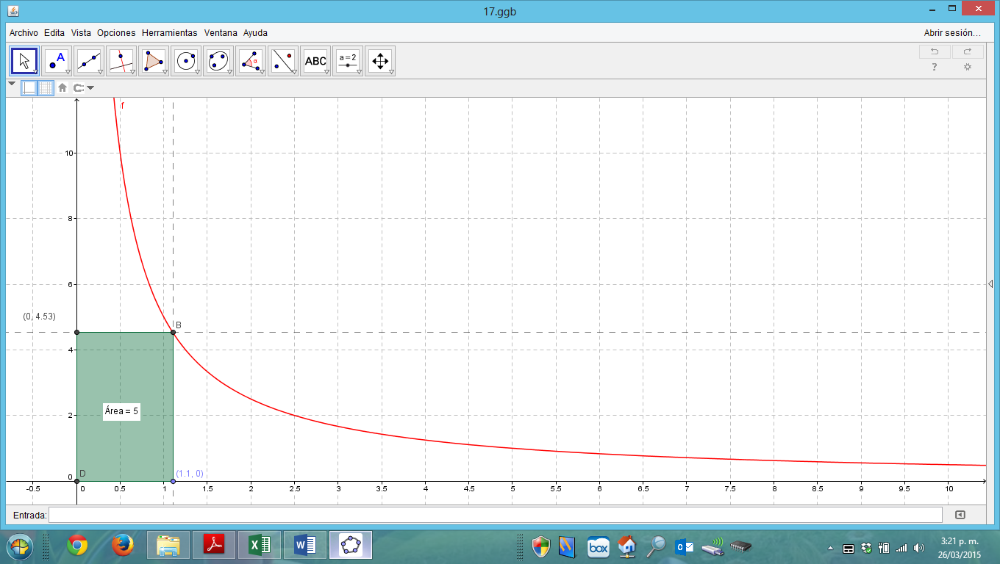 17.ggb
Archivo Edita Vista Opciones Herramientas Ventana Ayuda
Abrir sesión...
A
α
ABC
a = 2
?
f
10
8
6
(0, 4.53)
B
4
Área = 5
2
D
(1.1, 0)
0
-0.5 0 0.5 1 1.5 2 2.5 3 3.5 4 4.5 5 5.5 6 6.5 7 7.5 8 8.5 9 9.5 10
Entrada:
box
3:21 p. m.
26/03/2015